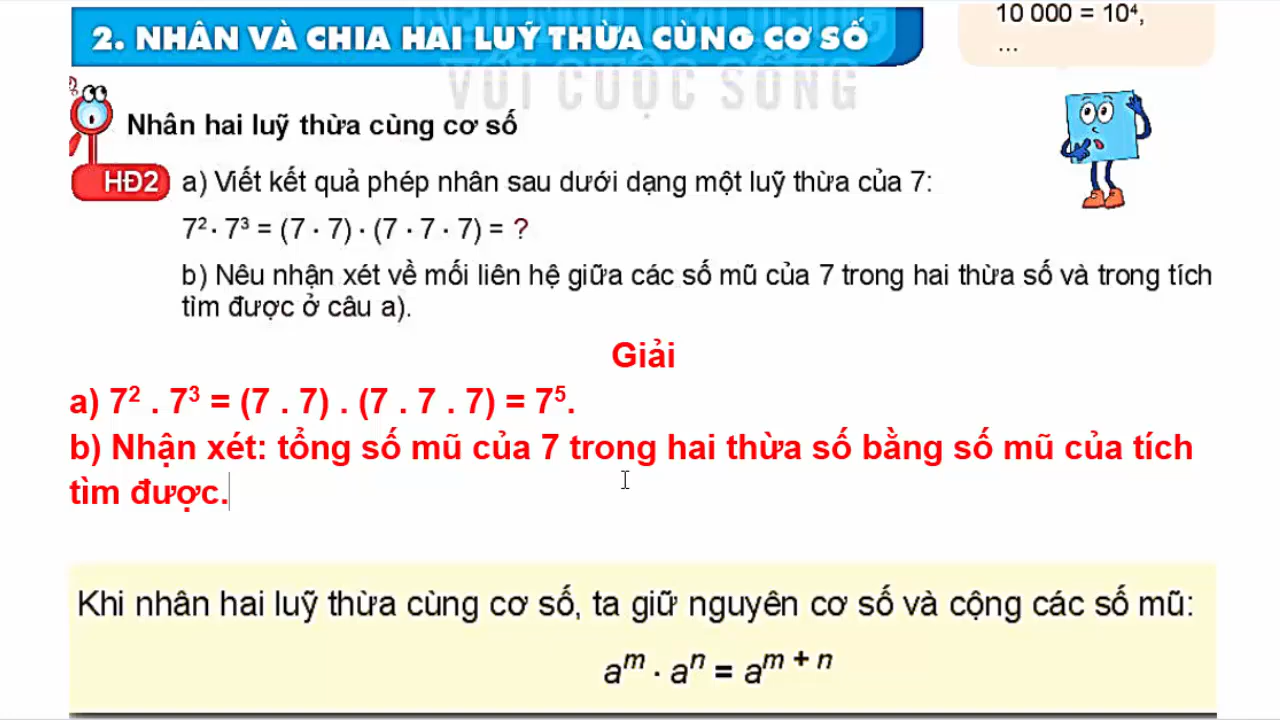 10 000 = 10⁴,
...
2. NHÂN VÀ CHIA HAI LUỸ THỪA CÙNG CƠ SỐ
VỚI CUỘC SỐNG
Nhân hai luỹ thừa cùng cơ số
HĐ2 a) Viết kết quả phép nhân sau dưới dạng một luỹ thừa của 7:
7² · 7³ = (7 · 7) · (7 · 7 · 7) = ?
b) Nêu nhận xét về mối liên hệ giữa các số mũ của 7 trong hai thừa số và trong tích
tìm được ở câu a).
Giải
a) 7² . 7³ = (7 . 7) . (7 . 7 . 7) = 7⁵.
b) Nhận xét: tổng số mũ của 7 trong hai thừa số bằng số mũ của tích
tìm được.
Khi nhân hai luỹ thừa cùng cơ số, ta giữ nguyên cơ số và cộng các số mũ:
aᵐ · aⁿ = aᵐ ⁺ ⁿ